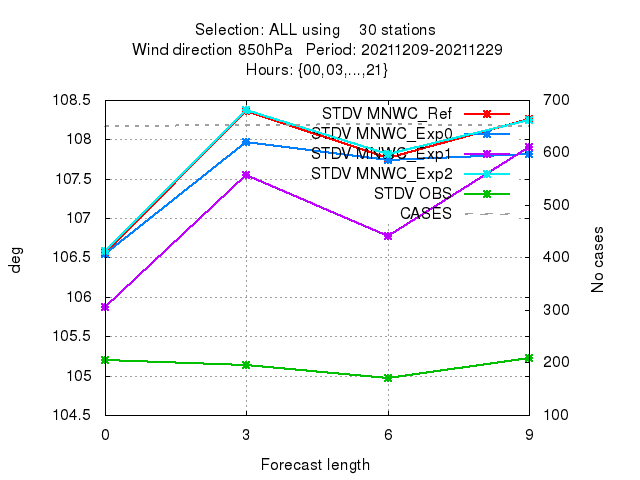 Selection: ALL using    30 stations
Wind direction 850hPa   Period: 20211209-20211229
Hours: {00,03,...,21}
108.5
108
107.5
107
106.5
106
105.5
105
104.5
700
600
500
400
300
200
100
STDV MNWC_Ref
STDV MNWC_Exp0
STDV MNWC_Exp1
STDV MNWC_Exp2
STDV OBS
CASES
deg
No cases
0 3 6 9
Forecast length